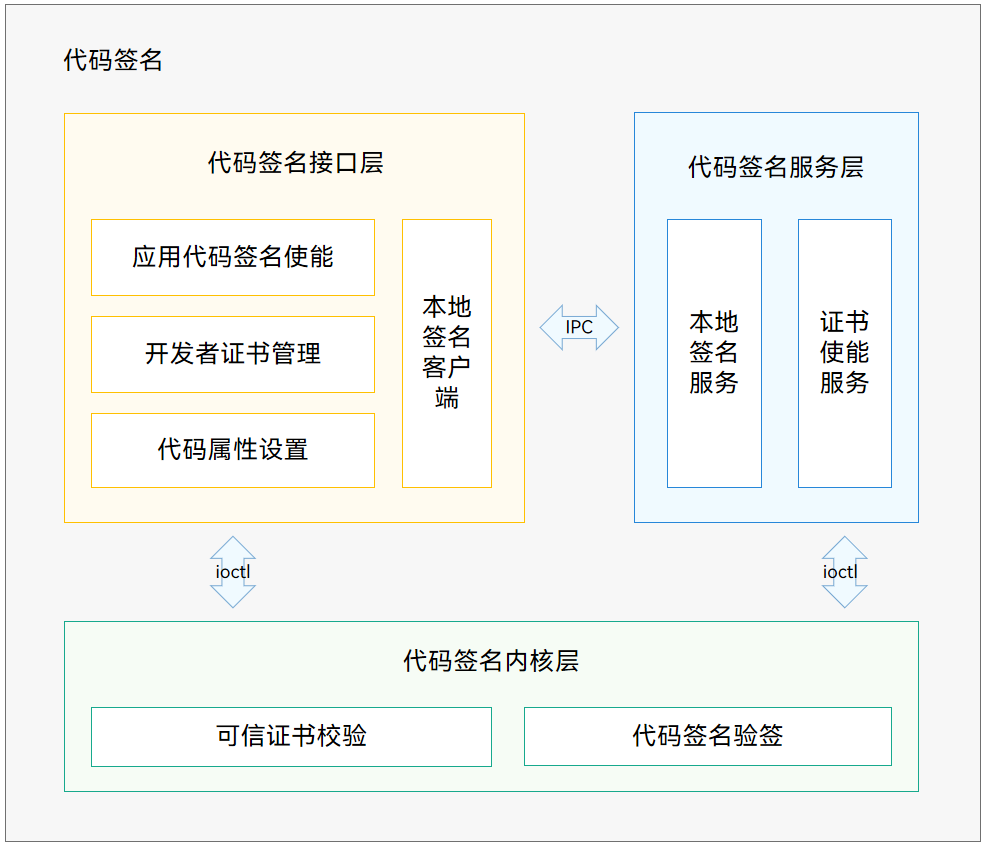 代码签名
代码签名接口层
应用代码签名使能
开发者证书管理
代码属性设置
本地
签名
客户
端
IPC
代码签名服务层
本地
签名
服务
证书
使能
服务
ioctl
ioctl
代码签名内核层
可信证书校验
代码签名验签